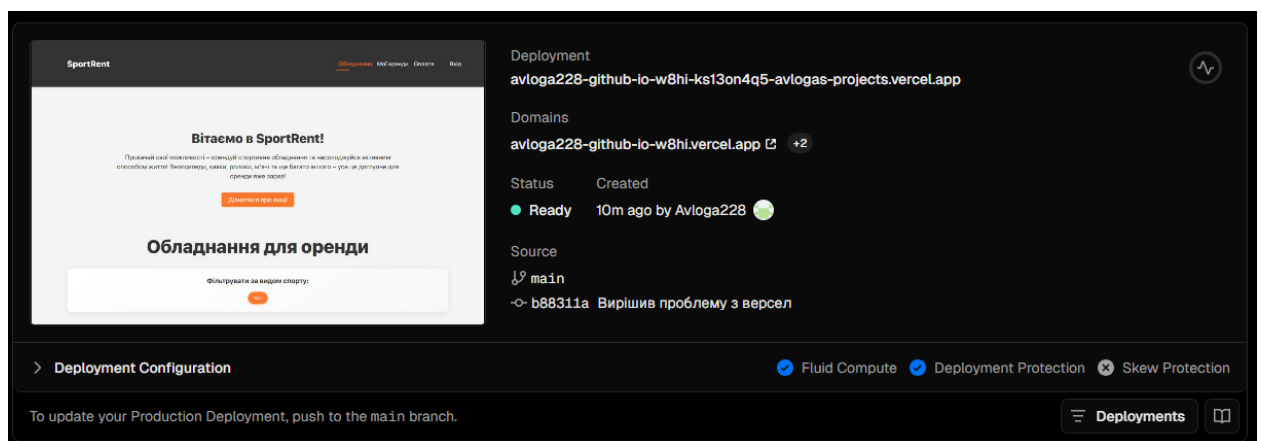 SportRent
Обладнання Мої оренди Оплата Вхід
Вітаємо в SportRent!
Прокачай свої можливості – орендуй спортивне обладнання та насолоджуйся активним
способом життя! Велосипеди, каяки, ролики, м'ячі та ще багато іншого – усе це доступне для
оренди вже зараз!
Дізнатися про акції
Обладнання для оренди
Фільтрувати за видом спорту:
Всі
Deployment
avloga228-github-io-w8hi-ks13on4q5-avlogas-projects.vercel.app
Domains
avloga228-github-io-w8hi.vercel.app +2
Status Created
Ready 10m ago by Avloga228
Source
main
b88311a Вирішив проблему з версел
Deployment Configuration
Fluid Compute Deployment Protection Skew Protection
To update your Production Deployment, push to the main branch.
Deployments